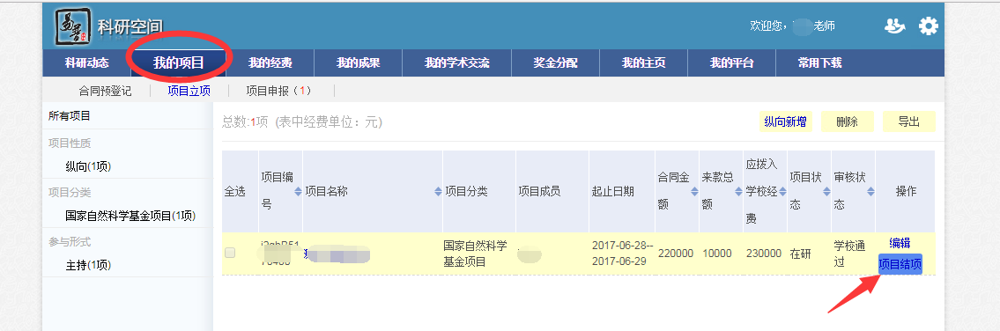 易普 科研空间
欢迎您， 老师
科研动态 我的项目 我的经费 我的成果 我的学术交流 奖金分配 我的主页 我的平台 常用下载
合同预登记 项目立项 项目申报（1）
所有项目
项目性质
纵向(1项)
项目分类
国家自然科学基金项目(1项)
参与形式
主持(1项)
总数:1项 (表中经费单位：元)
纵向新增 删除 导出
全选
项目编
号
项目名称
项目分类
项目成员
起止日期
合同金
额
来款总
额
应拨入
学校经
费
项目状
态
审核状
态
操作
国家自然科学
基金项目
2017-06-28--
2017-06-29
220000
10000
230000
在研
学校通
过
编辑
项目结项